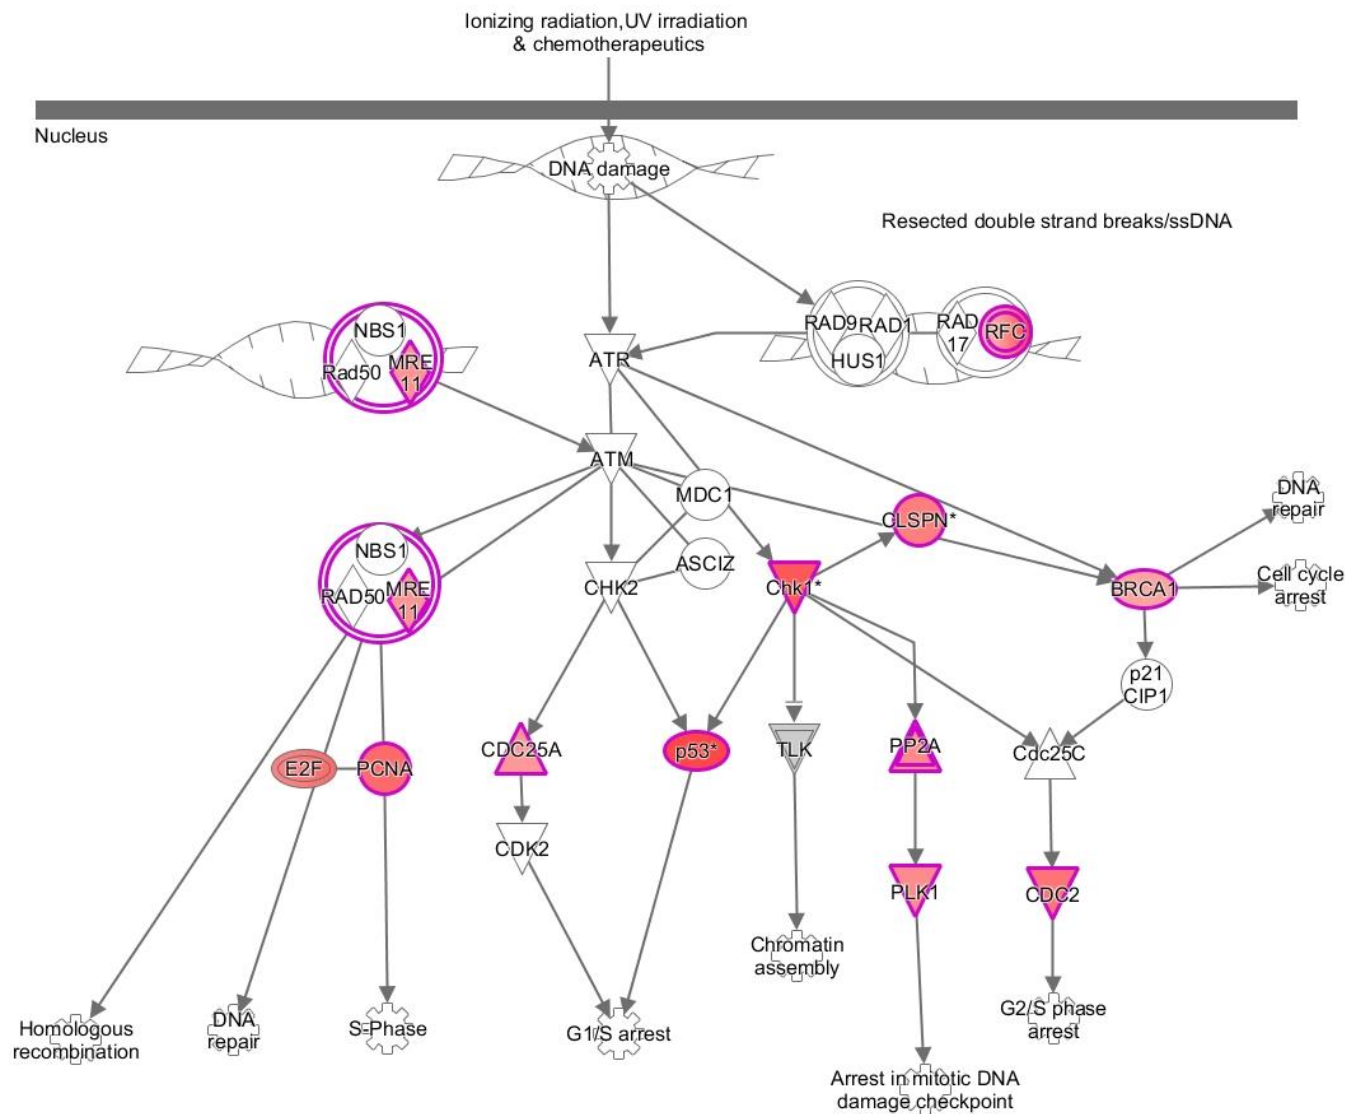 Ionizing radiation,UV irradiation
& chemotherapeutics
Nucleus
DNA damage
Resected double strand breaks/ssDNA
NBS1
Rad50
MRE
11
ATR
RAD9
RAD1
HUS1
RAD
17
RFC
ATM
MDC1
ASCIZ
CLSPN*
DNA
repair
NBS1
RAD50
MRE
11
CHK2
Chk1*
BRCA1
Cell cycle
arrest
p21
CIP1
E2F
PCNA
CDC25A
p53*
TLK
PP2A
Cdc25C
CDK2
PLK1
CDC2
Chromatin
assembly
Homologous
recombination
DNA
repair
S-Phase
G1/S arrest
G2/S phase
arrest
Arrest in mitotic DNA
damage checkpoint